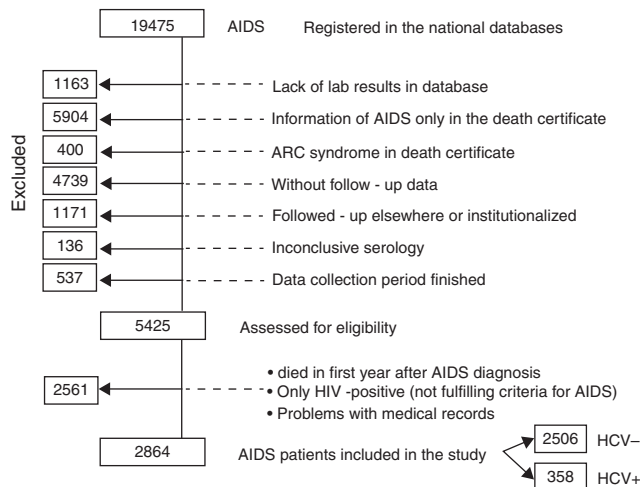 19475 AIDS Registered in the national databases
Excluded
1163 Lack of lab results in database
5904 Information of AIDS only in the death certificate
400 ARC syndrome in death certificate
4739 Without follow - up data
1171 Followed - up elsewhere or institutionalized
136 Inconclusive serology
537 Data collection period finished
5425 Assessed for eligibility
• died in first year after AIDS diagnosis
2561 • Only HIV -positive (not fulfilling criteria for AIDS)
• Problems with medical records
2864 AIDS patients included in the study
2506 HCV–
358 HCV+